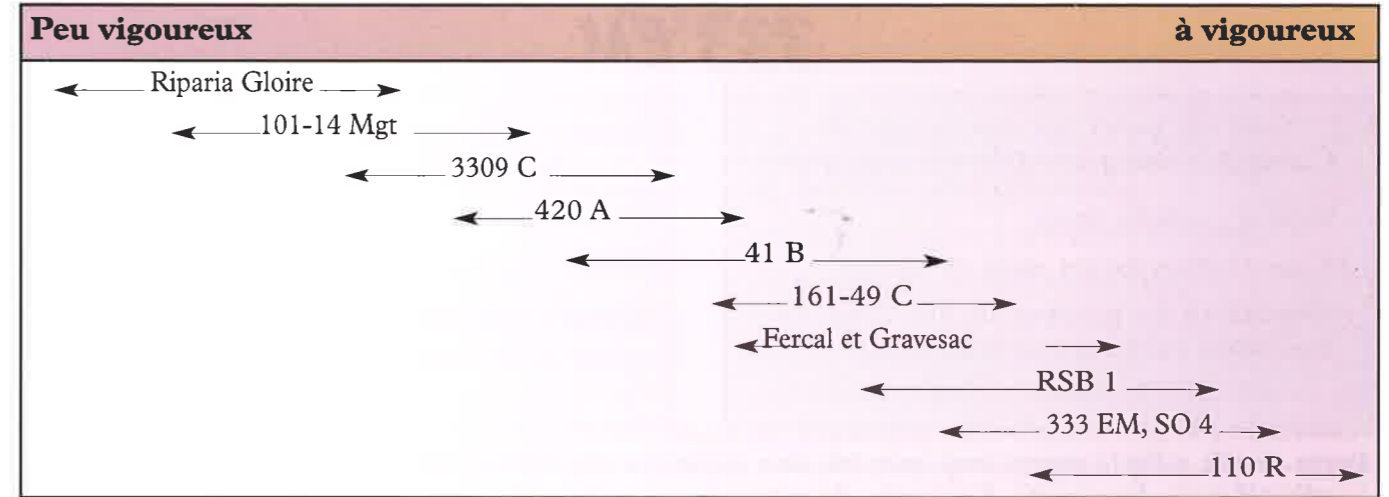 Peu vigoureux à vigoureux
Riparia Gloire
101-14 Mgt
3309 C
420 A
41 B
161-49 C
Fercal et Gravesac
RSB 1
333 EM, SO 4
110 R